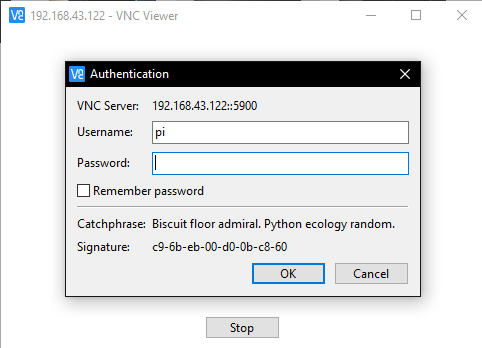 192.168.43.122 - VNC Viewer
Authentication
VNC Server: 192.168.43.122::5900
Username: pi
Password:
Remember password
Catchphrase: Biscuit floor admiral. Python ecology random.
Signature: c9-6b-eb-00-d0-0b-c8-60
OK Cancel
Stop